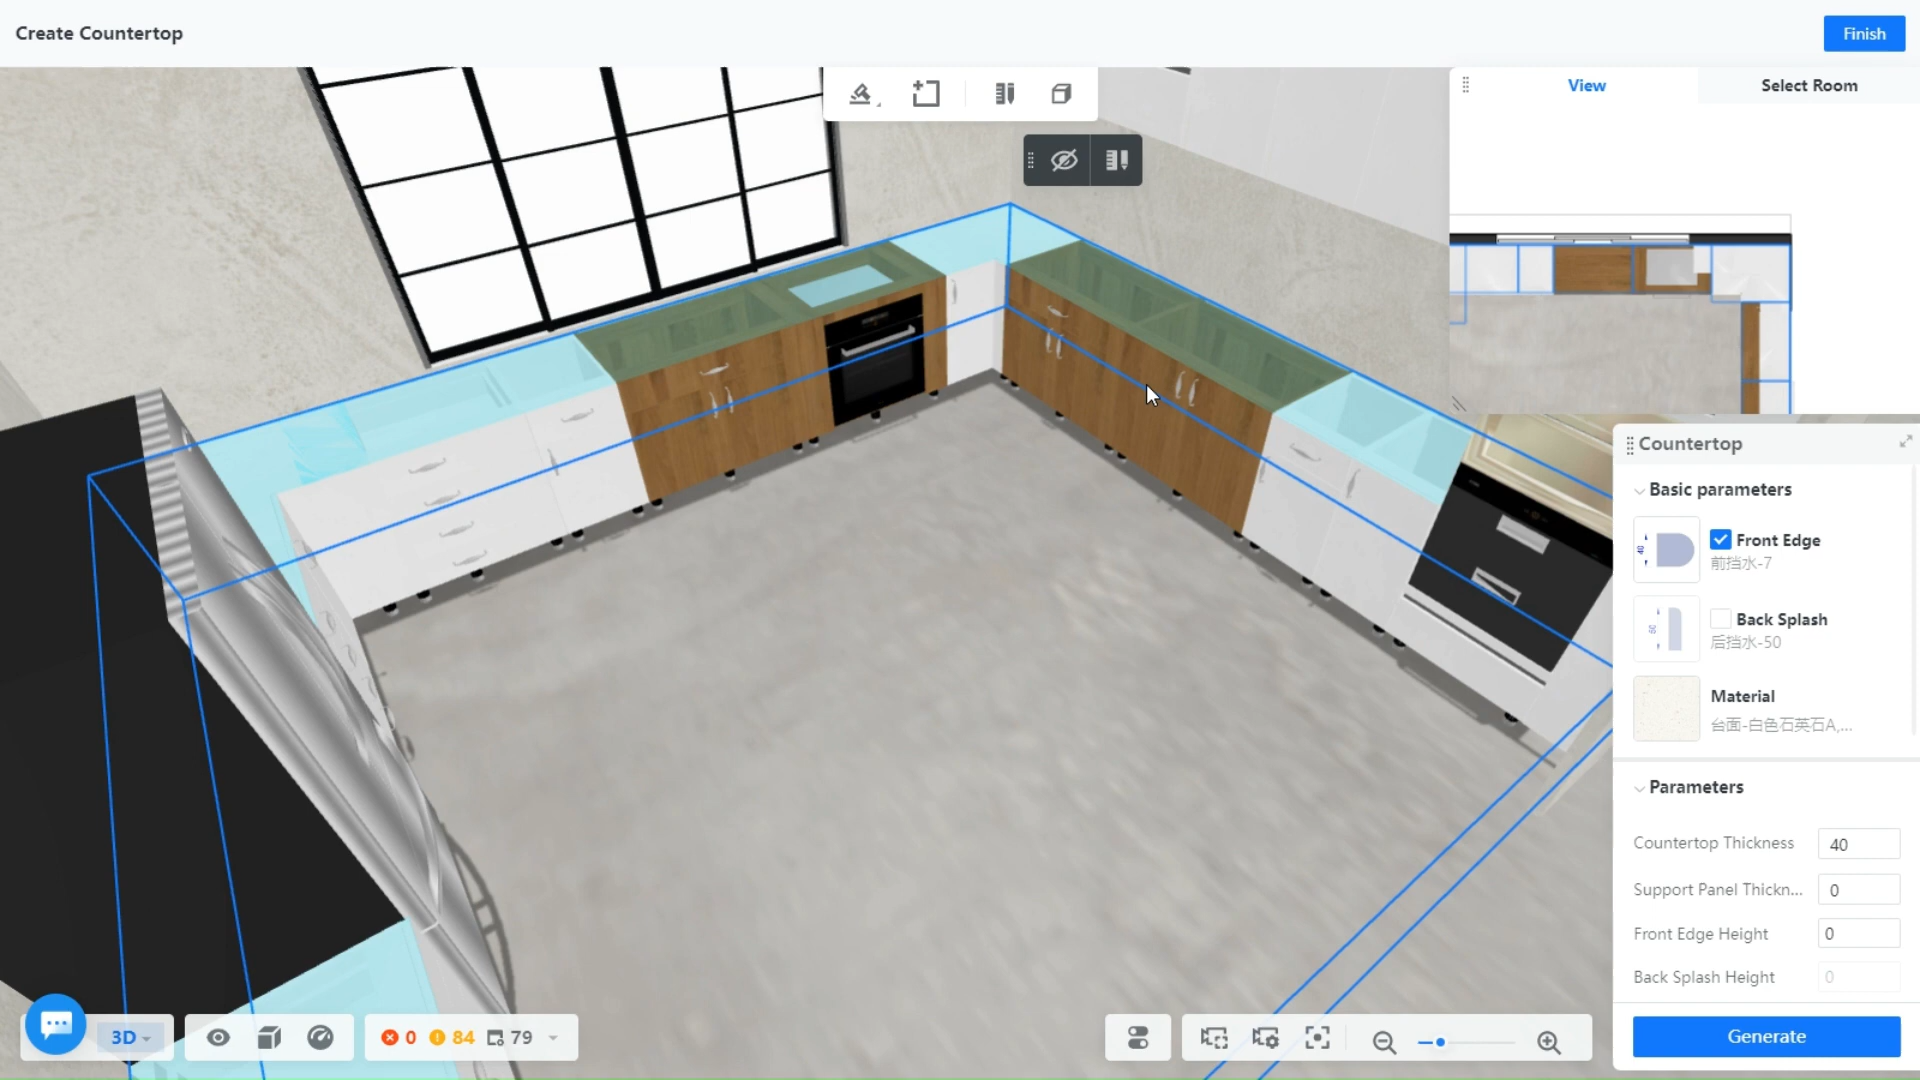 Create Countertop
Finish
View
Select Room
Countertop
Basic parameters
40
Front Edge
前挡水-7
50
Back Splash
后挡水-50
Material
台面-白色石英石A,...
Parameters
Countertop Thickness
40
Support Panel Thickn...
0
Front Edge Height
0
Back Splash Height
0
Generate
3D
0
84
79